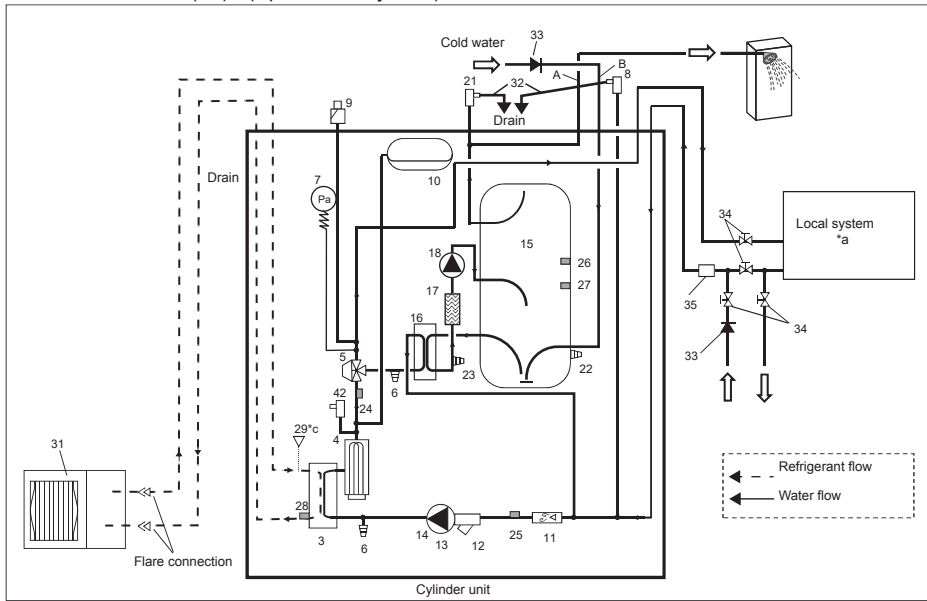 Cold water
33
B
A
8
21
32
9
Drain
Drain
7
Pa
10
34
Local system
*a
15
18
26
17
27
35
16
34
5
33
23
22
6
42
24
4
29*c
31
Refrigerant flow
Water flow
28
3
6
14
13
12
25
11
Flare connection
Cylinder unit